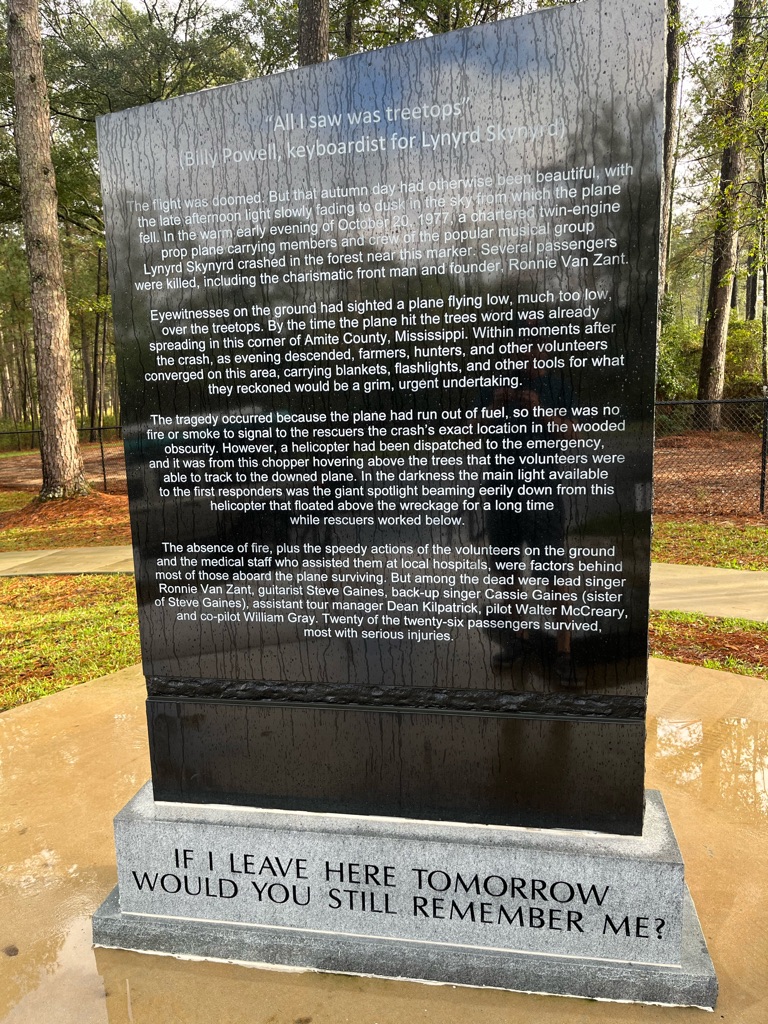 "All I saw was treetops"
(Billy Powell, keyboardist for Lynyrd Skynyrd)
The flight was doomed. But that autumn day had otherwise been beautiful, with
the late afternoon light slowly fading to dusk in the sky from which the plane
fell. In the warm early evening of October 20, 1977, a chartered twin-engine
prop plane carrying members and crew of the popular musical group
Lynyrd Skynyrd crashed in the forest near this marker. Several passengers
were killed, including the charismatic front man and founder, Ronnie Van Zant.
Eyewitnesses on the ground had sighted a plane flying low, much too low,
over the treetops. By the time the plane hit the trees word was already
spreading in this corner of Amite County, Mississippi. Within moments after
the crash, as evening descended, farmers, hunters, and other volunteers
converged on this area, carrying blankets, flashlights, and other tools for what
they reckoned would be a grim, urgent undertaking.
The tragedy occurred because the plane had run out of fuel, so there was no
fire or smoke to signal to the rescuers the crash's exact location in the wooded
obscurity. However, a helicopter had been dispatched to the emergency,
and it was from this chopper hovering above the trees that the volunteers were
able to track to the downed plane. In the darkness the main light available
to the first responders was the giant spotlight beaming eerily down from this
helicopter that floated above the wreckage for a long time
while rescuers worked below.
The absence of fire, plus the speedy actions of the volunteers on the ground
and the medical staff who assisted them at local hospitals, were factors behind
most of those aboard the plane surviving. But among the dead were lead singer
Ronnie Van Zant, guitarist Steve Gaines, back-up singer Cassie Gaines (sister
of Steve Gaines), assistant tour manager Dean Kilpatrick, pilot Walter McCreary,
and co-pilot William Gray. Twenty of the twenty-six passengers survived,
most with serious injuries.
IF I LEAVE HERE TOMORROW
WOULD YOU STILL REMEMBER ME?